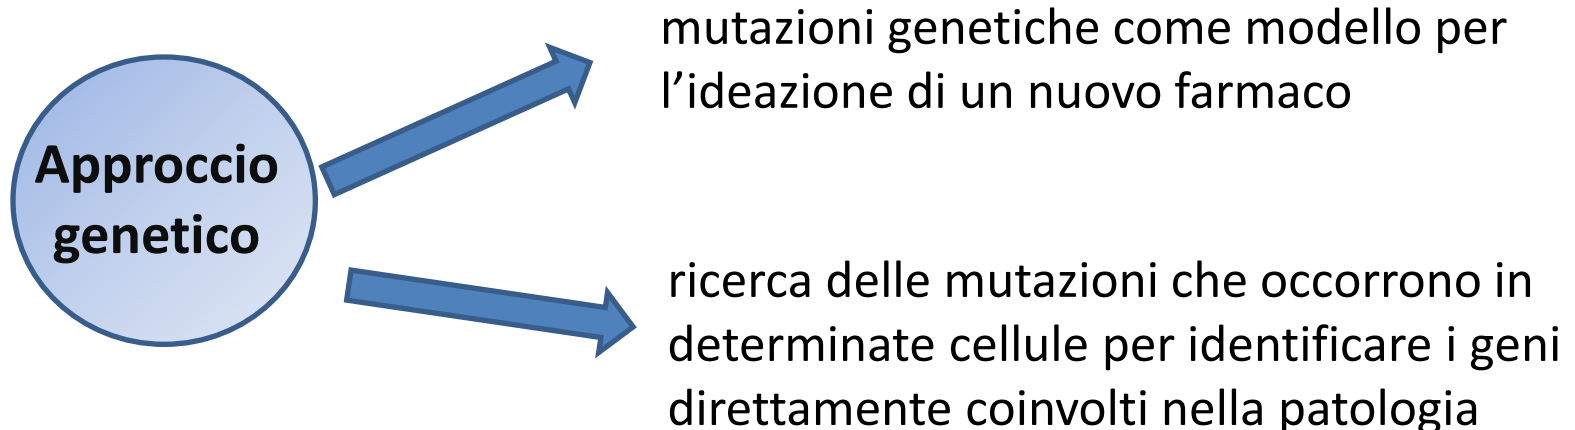 Approccio
genetico
mutazioni genetiche come modello per
l’ideazione di un nuovo farmaco
ricerca delle mutazioni che occorrono in
determinate cellule per identificare i geni
direttamente coinvolti nella patologia